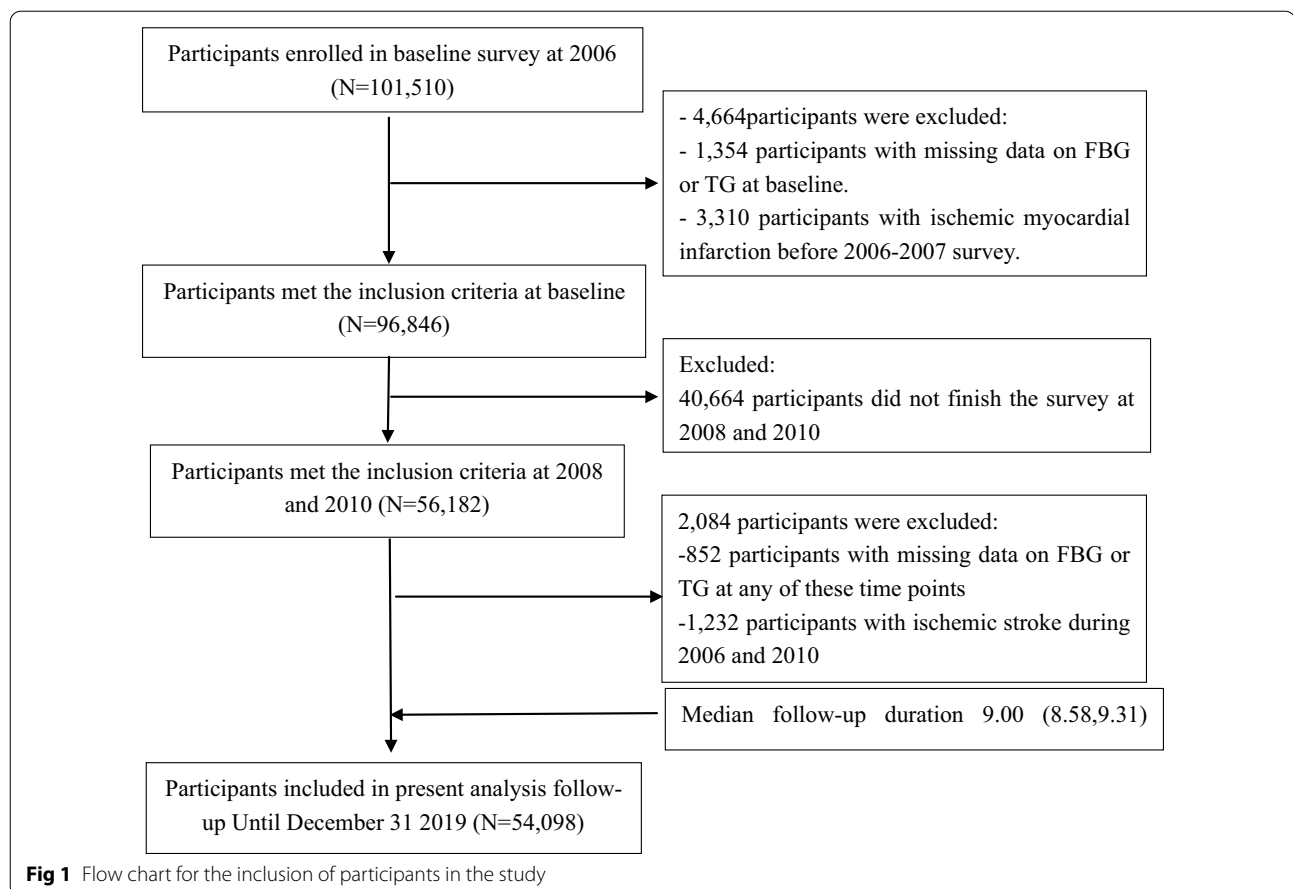 Participants enrolled in baseline survey at 2006
(N=101,510)
- 4,664participants were excluded:
- 1,354 participants with missing data on FBG
or TG at baseline.
- 3,310 participants with ischemic myocardial
infarction before 2006-2007 survey.
Participants met the inclusion criteria at baseline
(N=96,846)
Excluded:
40,664 participants did not finish the survey at
2008 and 2010
Participants met the inclusion criteria at 2008
and 2010 (N=56,182)
2,084 participants were excluded:
-852 participants with missing data on FBG or
TG at any of these time points
-1,232 participants with ischemic stroke during
2006 and 2010
Median follow-up duration 9.00 (8.58,9.31)
Participants included in present analysis follow-
up Until December 31 2019 (N=54,098)
Fig 1 Flow chart for the inclusion of participants in the study